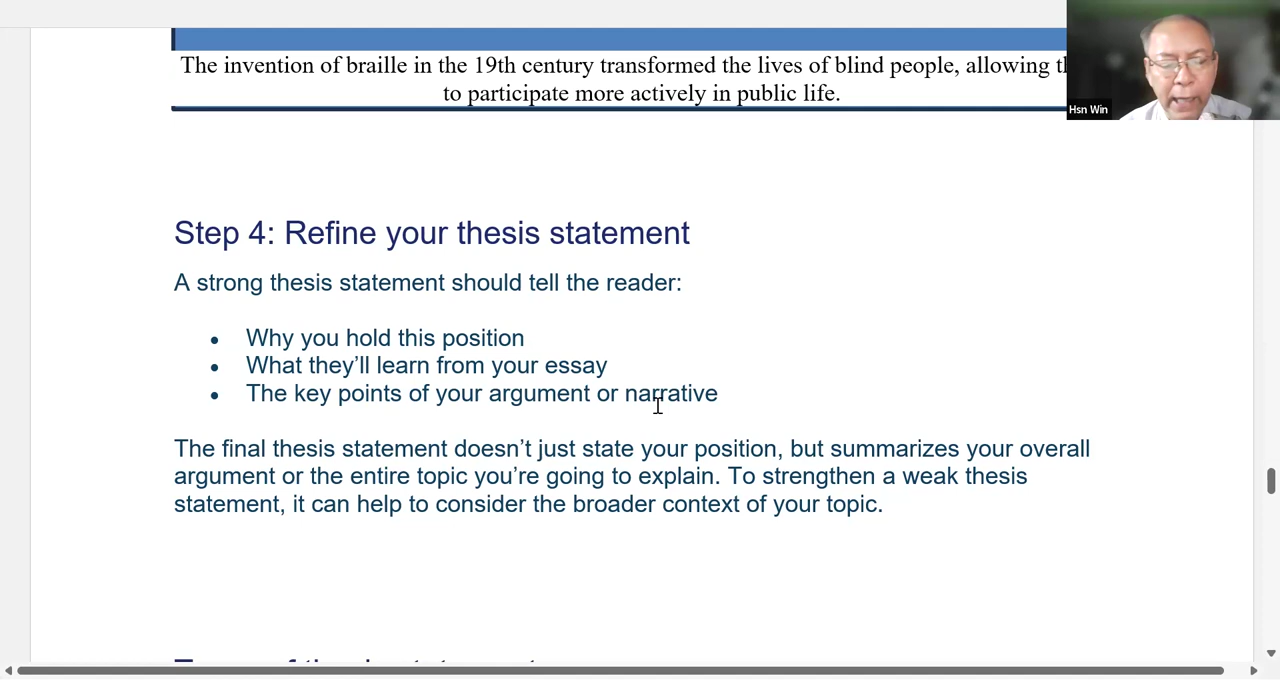 The invention of braille in the 19th century transformed the lives of blind people, allowing
to participate more actively in public life.
Hsn Win
Step 4: Refine your thesis statement
A strong thesis statement should tell the reader:
• Why you hold this position
• What they’ll learn from your essay
• The key points of your argument or narrative
The final thesis statement doesn’t just state your position, but summarizes your overall
argument or the entire topic you’re going to explain. To strengthen a weak thesis
statement, it can help to consider the broader context of your topic.